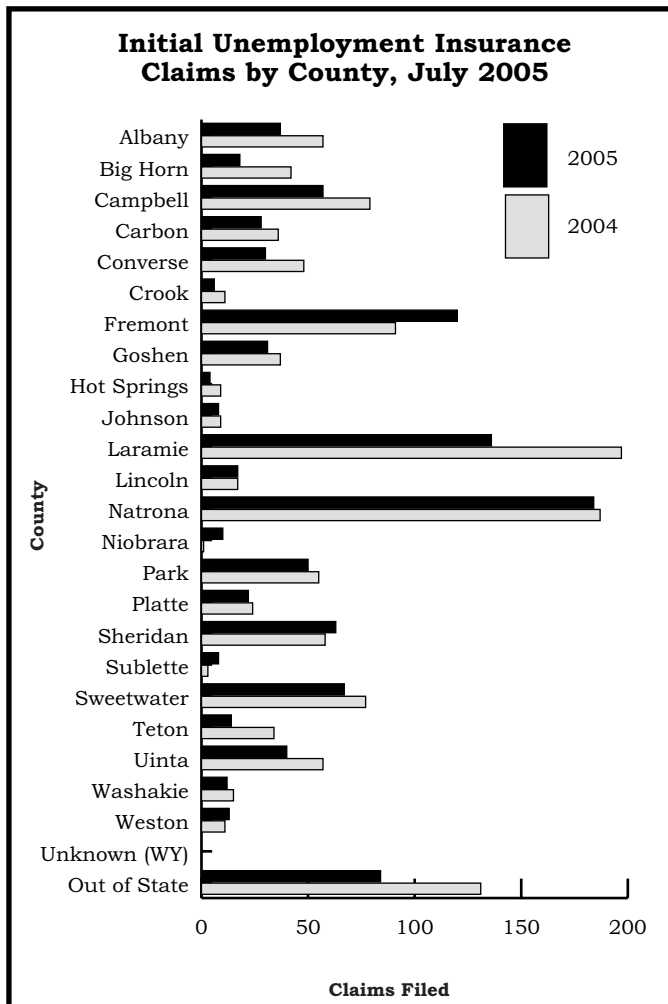 Initial Unemployment Insurance
Claims by County, July 2005
2005
2004
County
Albany
Big Horn
Campbell
Carbon
Converse
Crook
Fremont
Goshen
Hot Springs
Johnson
Laramie
Lincoln
Natrona
Niobrara
Park
Platte
Sheridan
Sublette
Sweetwater
Teton
Uinta
Washakie
Weston
Unknown (WY)
Out of State
0 50 100 150 200
Claims Filed